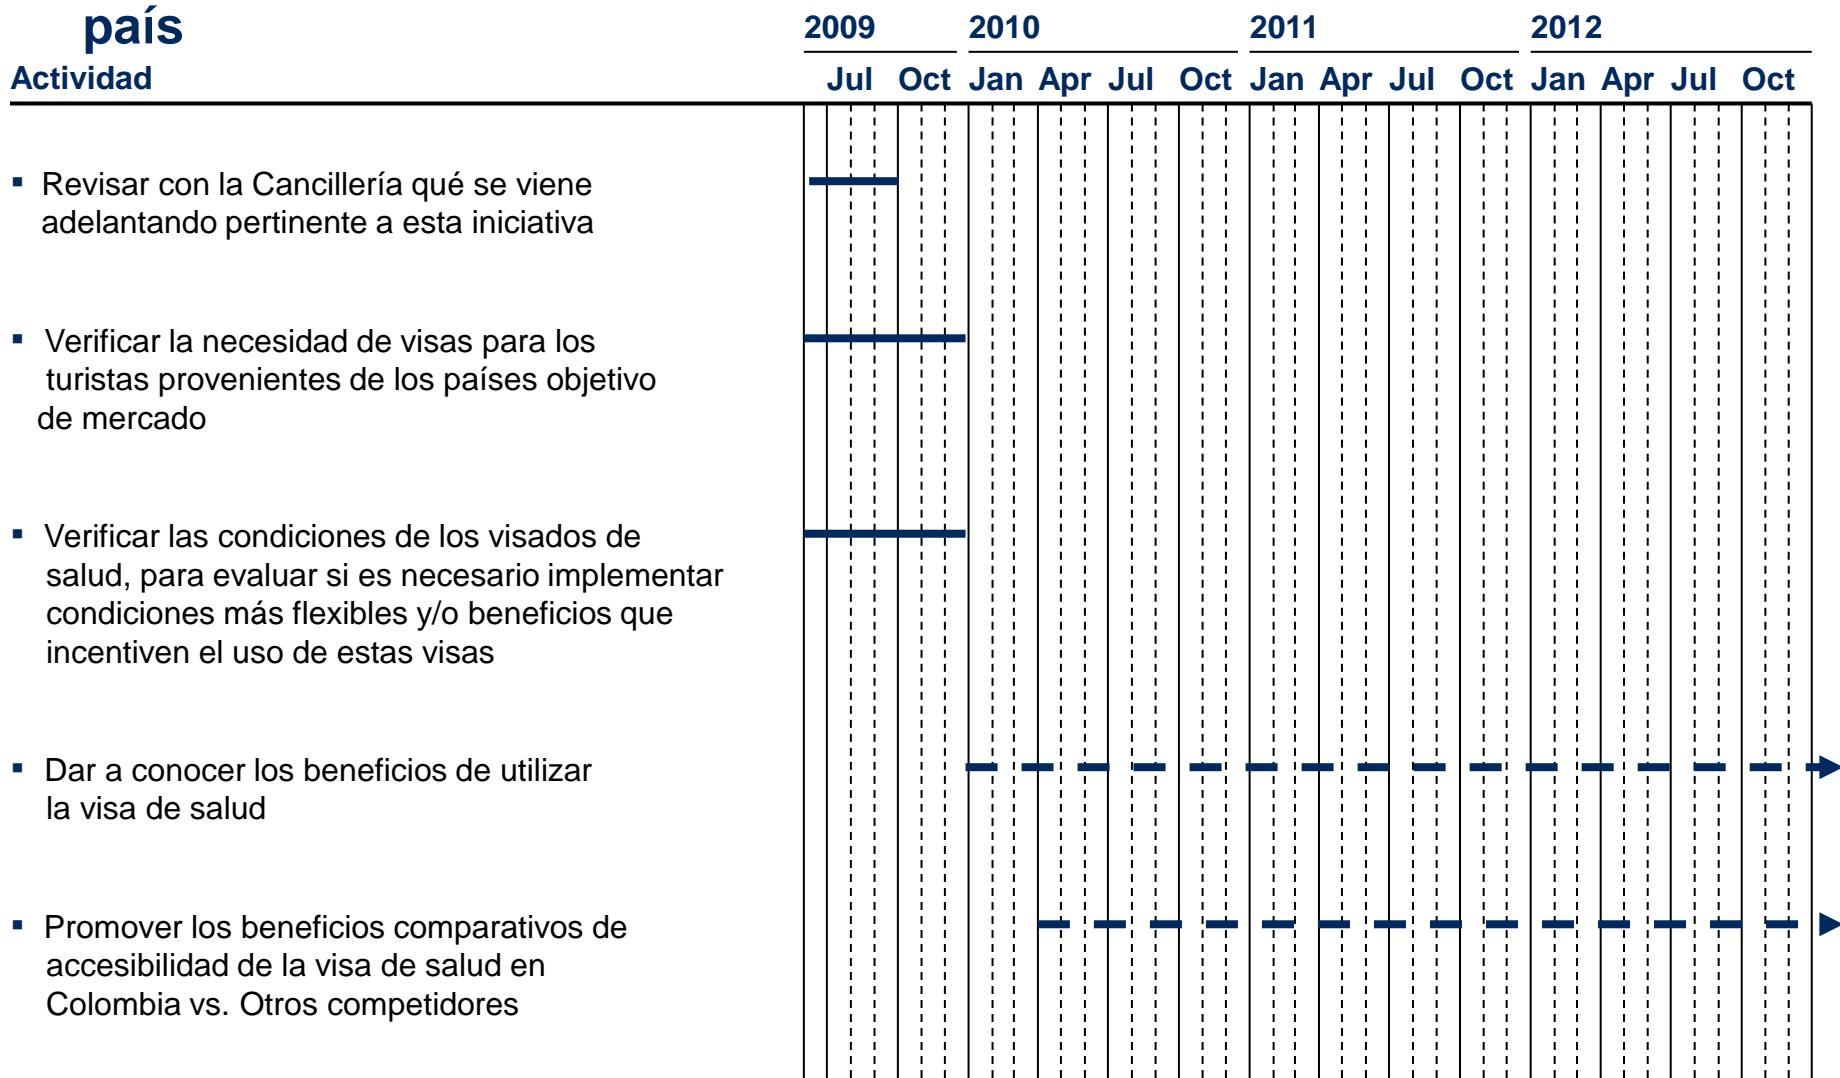 país
2009 2010 2011 2012
Actividad Jul Oct Jan Apr Jul Oct Jan Apr Jul Oct Jan Apr Jul Oct
▪ Revisar con la Cancillería qué se viene
adelantando pertinente a esta iniciativa
▪ Verificar la necesidad de visas para los
turistas provenientes de los países objetivo
de mercado
▪ Verificar las condiciones de los visados de
salud, para evaluar si es necesario implementar
condiciones más flexibles y/o beneficios que
incentiven el uso de estas visas
▪ Dar a conocer los beneficios de utilizar
la visa de salud
▪ Promover los beneficios comparativos de
accesibilidad de la visa de salud en
Colombia vs. Otros competidores